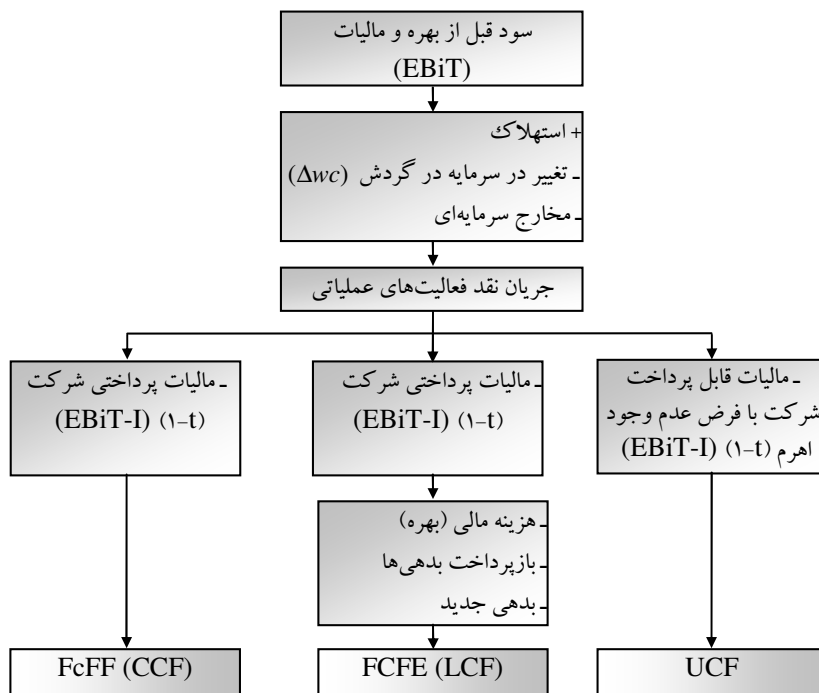 سود قبل از بهره و مالیات
(EBiT)
+ استهلاک
ـ تغییر در سرمایه در گردش (Δwc)
ـ مخارج سرمایه‌ای
جریان نقد فعالیت‌های عملیاتی
ـ مالیات قابل پرداخت
شرکت با فرض عدم وجود
اهرم (EBiT-I) (۱-t)
ـ مالیات پرداختی شرکت
(EBiT-I) (۱-t)
ـ مالیات پرداختی شرکت
(EBiT-I) (۱-t)
ـ هزینه مالی (بهره)
ـ بازپرداخت بدهی‌ها
ـ بدهی جدید
UCF
FCFE (LCF)
FcFF (CCF)